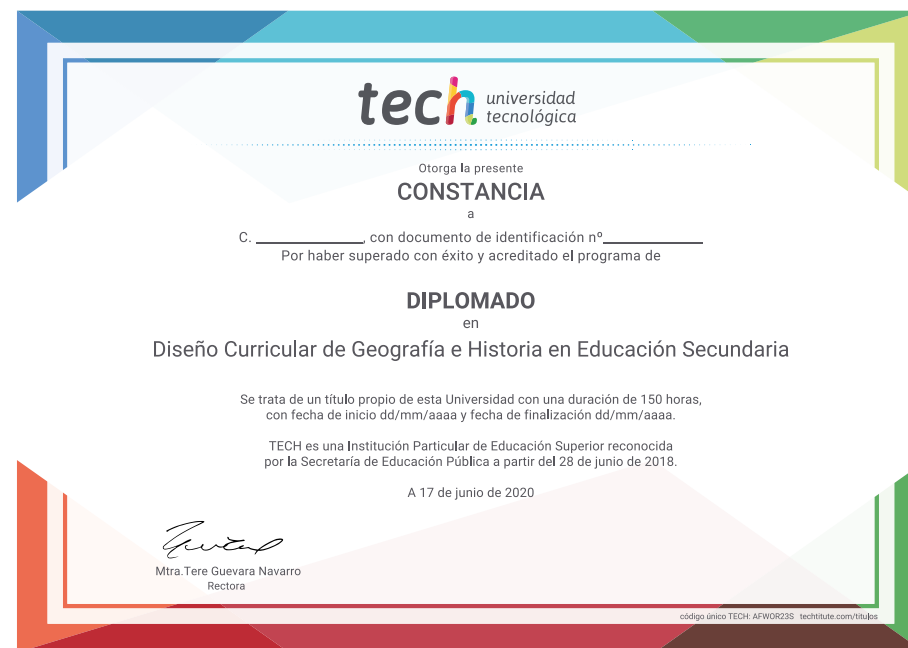 tech universidad
tecnológica
Otorga la presente
CONSTANCIA
a
C. ____________, con documento de identificación nº____________
Por haber superado con éxito y acreditado el programa de
DIPLOMADO
en
Diseño Curricular de Geografía e Historia en Educación Secundaria
Se trata de un título propio de esta Universidad con una duración de 150 horas,
con fecha de inicio dd/mm/aaaa y fecha de finalización dd/mm/aaaa.
TECH es una Institución Particular de Educación Superior reconocida
por la Secretaría de Educación Pública a partir del 28 de junio de 2018.
A 17 de junio de 2020
Mtra.Tere Guevara Navarro
Rectora
código único TECH: AFWOR23S techtitute.com/titulos